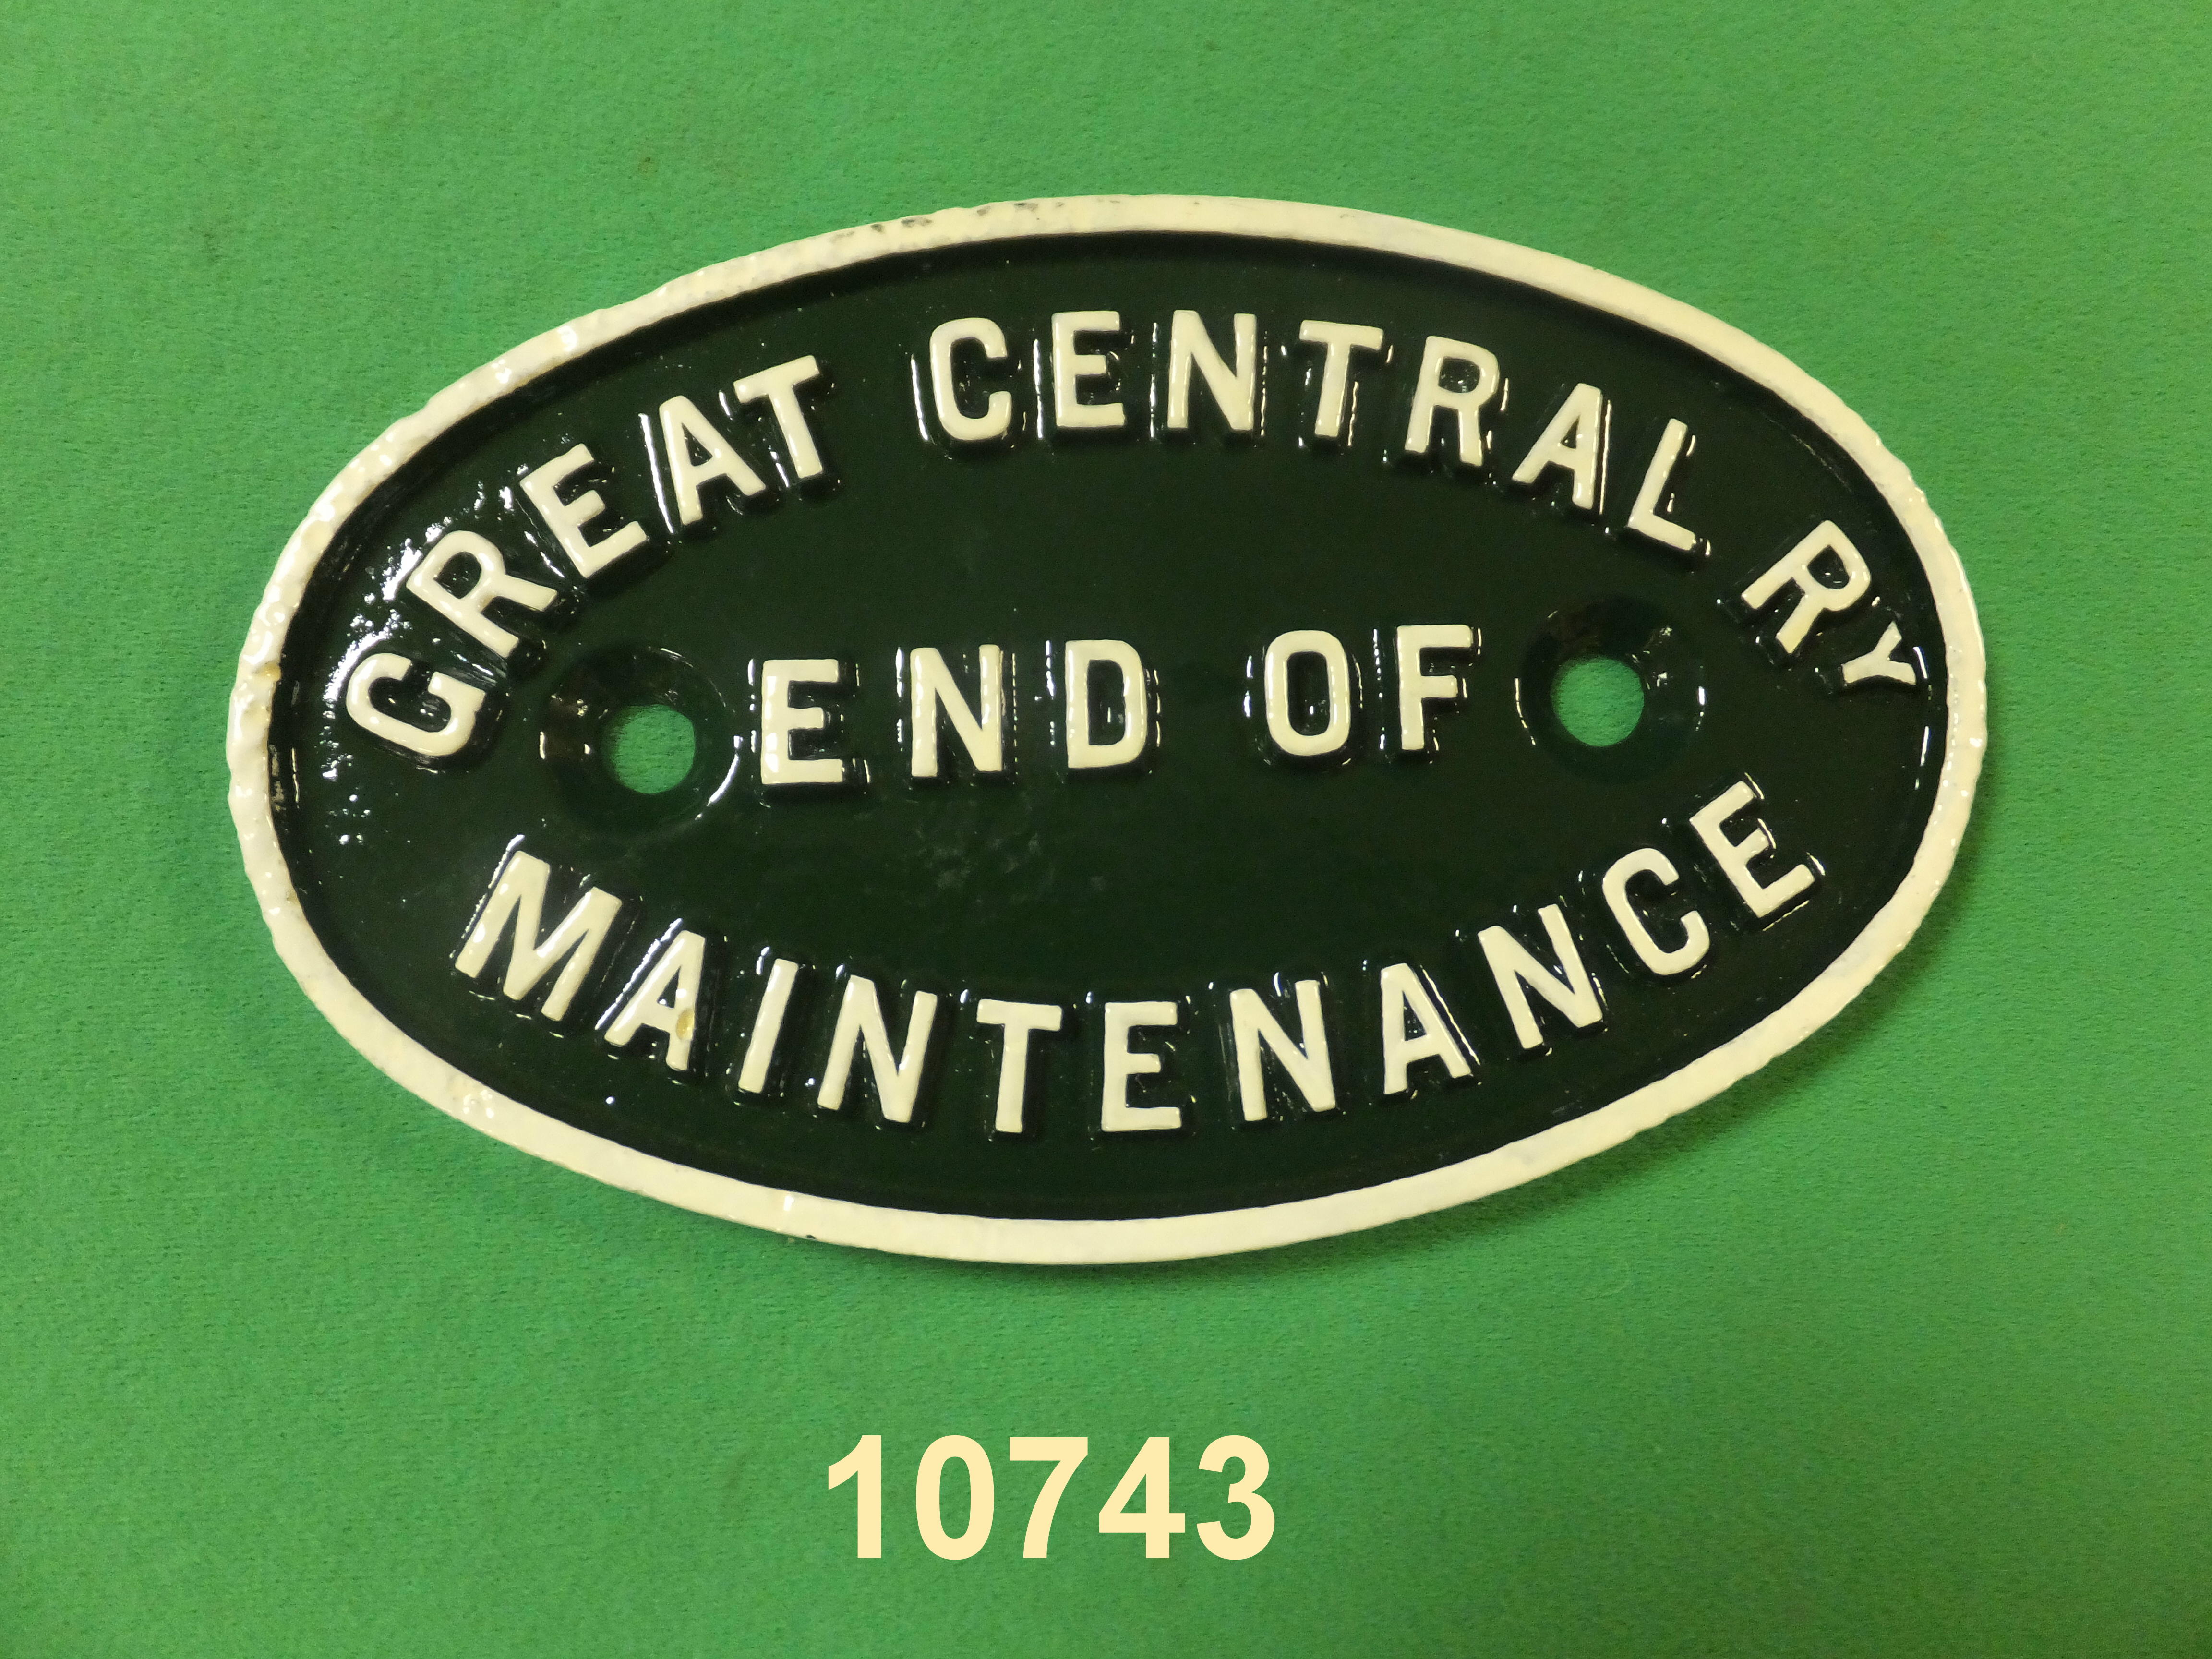 GREAT CENTRAL RY
END OF
MAINTENANCE
10743